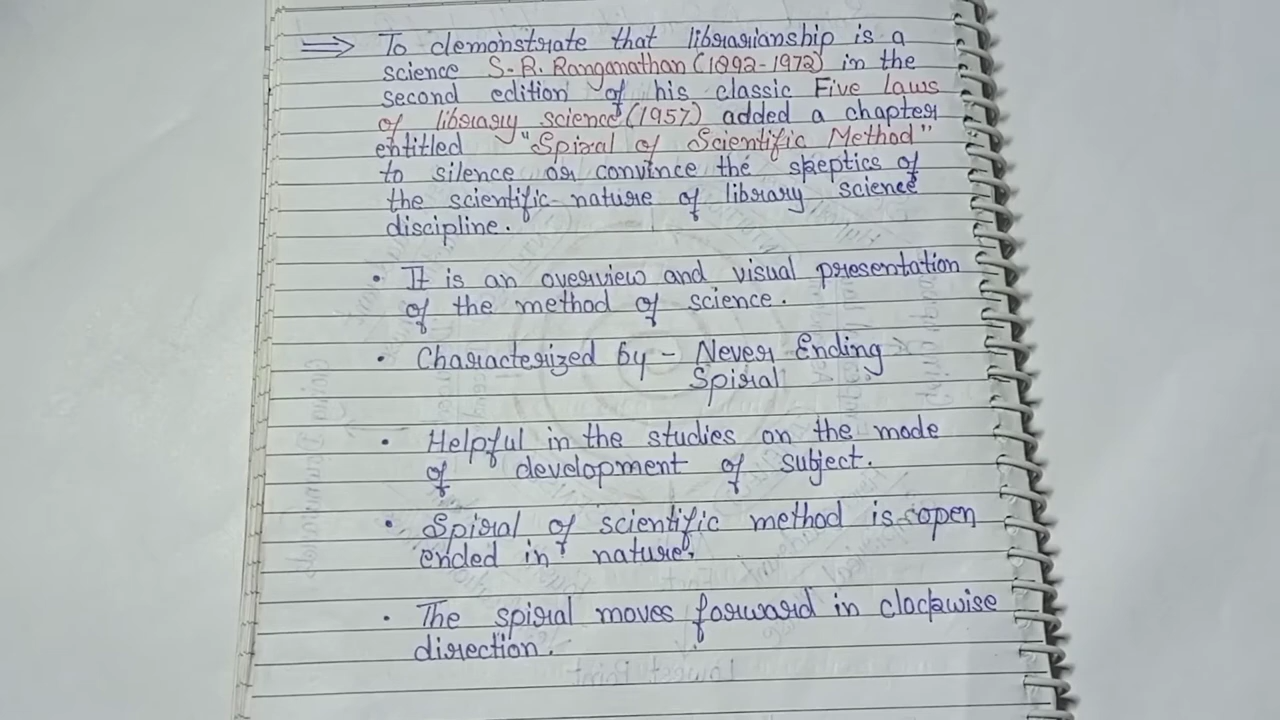 ⇒ To demonstrate that librarianship is a
science S.R. Ranganathan (1892-1972) in the
second edition of his classic Five laws
of library science (1957) added a chapter
entitled "Spiral of Scientific Method"
to silence or convince the skeptics of
the scientific nature of library science
discipline.
• It is an overview and visual presentation
of the method of science.
• Characterized by - Never Ending
Spiral
• Helpful in the studies on the mode
of development of subject.
• Spiral of scientific method is open
ended in nature.
• The spiral moves forward in clockwise
direction.